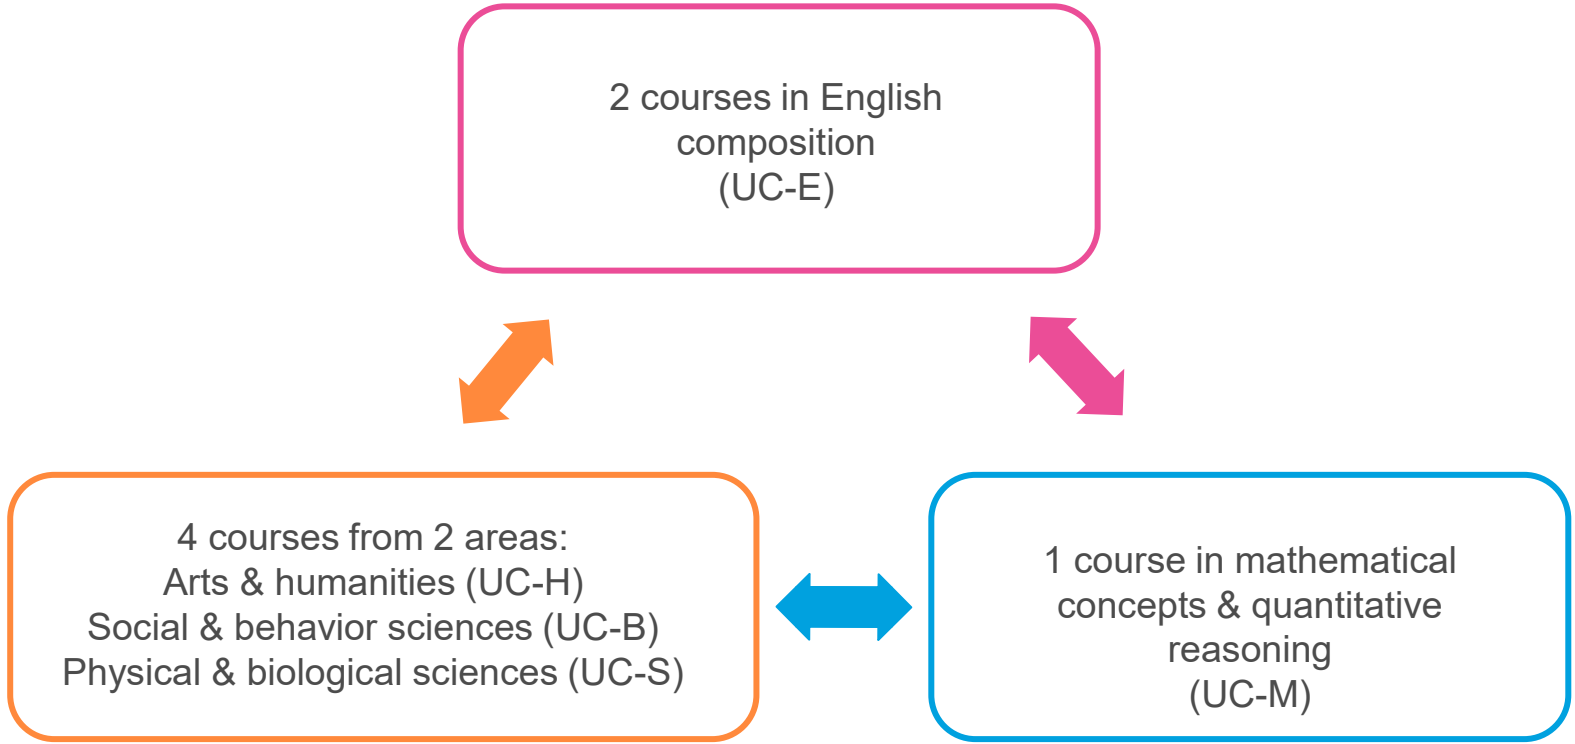 2 courses in English
composition
(UC-E)
4 courses from 2 areas:
Arts & humanities (UC-H)
Social & behavior sciences (UC-B)
Physical & biological sciences (UC-S)
1 course in mathematical
concepts & quantitative
reasoning
(UC-M)